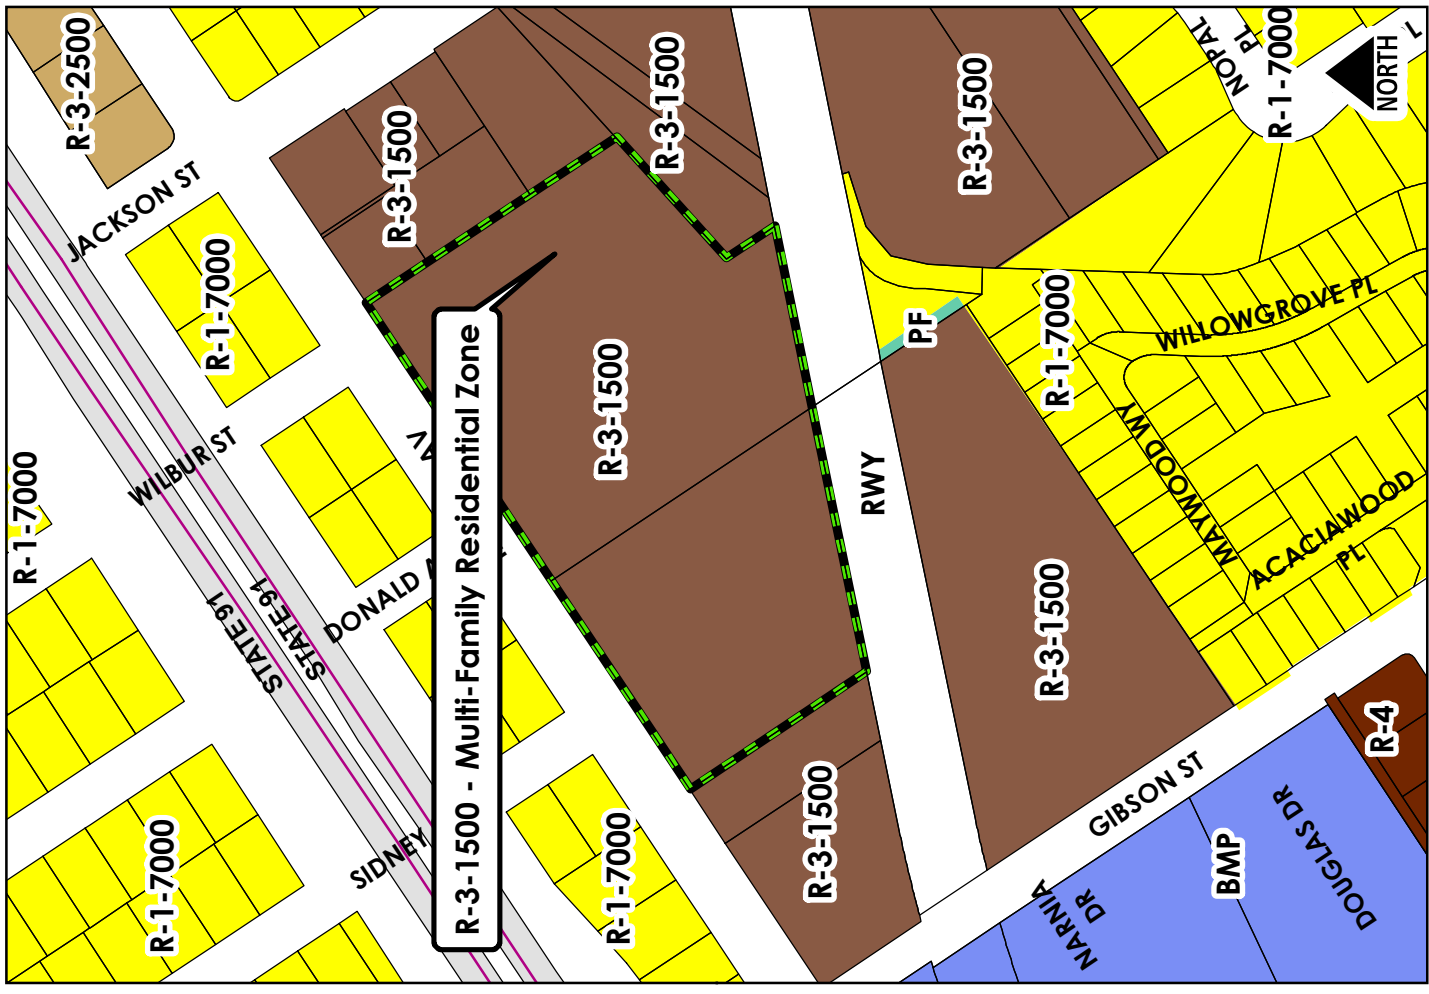 R-3-2500
JACKSON ST
R-1-7000
R-3-1500
R-3-1500
R-3-1500
NOPAL
PL
R-1-7000
L
NORTH
R-1-7000
WILBUR ST
STATE 91
STATE 91
DONALD A
AV
R-3-1500 - Multi-Family Residential Zone
R-3-1500
RWY
PF
R-1-7000
WILLOWGROVE PL
MAYWOOD WY
ACACIAWOOD
PL
R-3-1500
R-1-7000
SIDNEY
R-1-7000
R-3-1500
GIBSON ST
NARNIA
DR
BMP
DOUGLAS DR
R-4